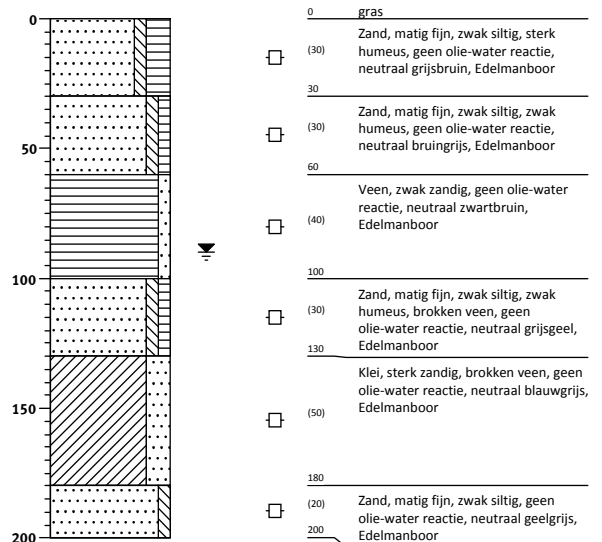 0
50
100
150
200
0 gras
(30)
Zand, matig fijn, zwak siltig, sterk
humeus, geen olie-water reactie,
neutraal grijsbruin, Edelmanboor
30
(30)
Zand, matig fijn, zwak siltig, zwak
humeus, geen olie-water reactie,
neutraal bruingrijs, Edelmanboor
60
(40)
Veen, zwak zandig, geen olie-water
reactie, neutraal zwartbruin,
Edelmanboor
100
(30)
Zand, matig fijn, zwak siltig, zwak
humeus, brokken veen, geen
olie-water reactie, neutraal grijsgeel,
Edelmanboor
130
(50)
Klei, sterk zandig, brokken veen, geen
olie-water reactie, neutraal blauwgrijs,
Edelmanboor
180
(20)
Zand, matig fijn, zwak siltig, geen
olie-water reactie, neutraal geelgrijs,
Edelmanboor
200